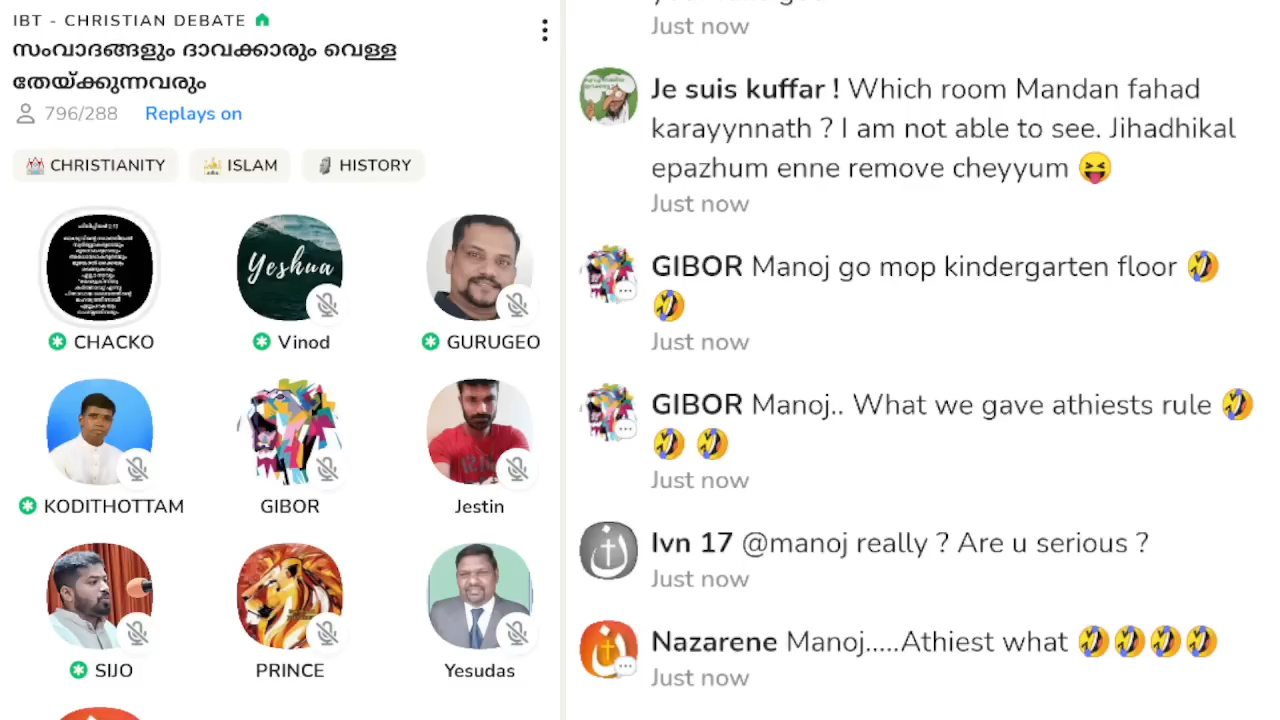 IBT - CHRISTIAN DEBATE
സംവാദങ്ങളും ദാവക്കാരും വെള്ള
തേയ്ക്കുന്നവരും
796/288 Replays on
CHRISTIANITY ISLAM HISTORY
Yeshua
CHACKO Vinod GURUGEO
KODITHOTTAM GIBOR Jestin
SIJO PRINCE Yesudas
Just now
Je suis kuffar ! Which room Mandan fahad
karayynnath ? I am not able to see. Jihadhikal
epazhum enne remove cheyyum 😝
Just now
GIBOR Manoj go mop kindergarten floor 🤣
🤣
Just now
GIBOR Manoj.. What we gave athiests rule 🤣
🤣 🤣
Just now
Ivn 17 @manoj really ? Are u serious ?
Just now
Nazarene Manoj.....Athiest what 🤣🤣🤣🤣
Just now